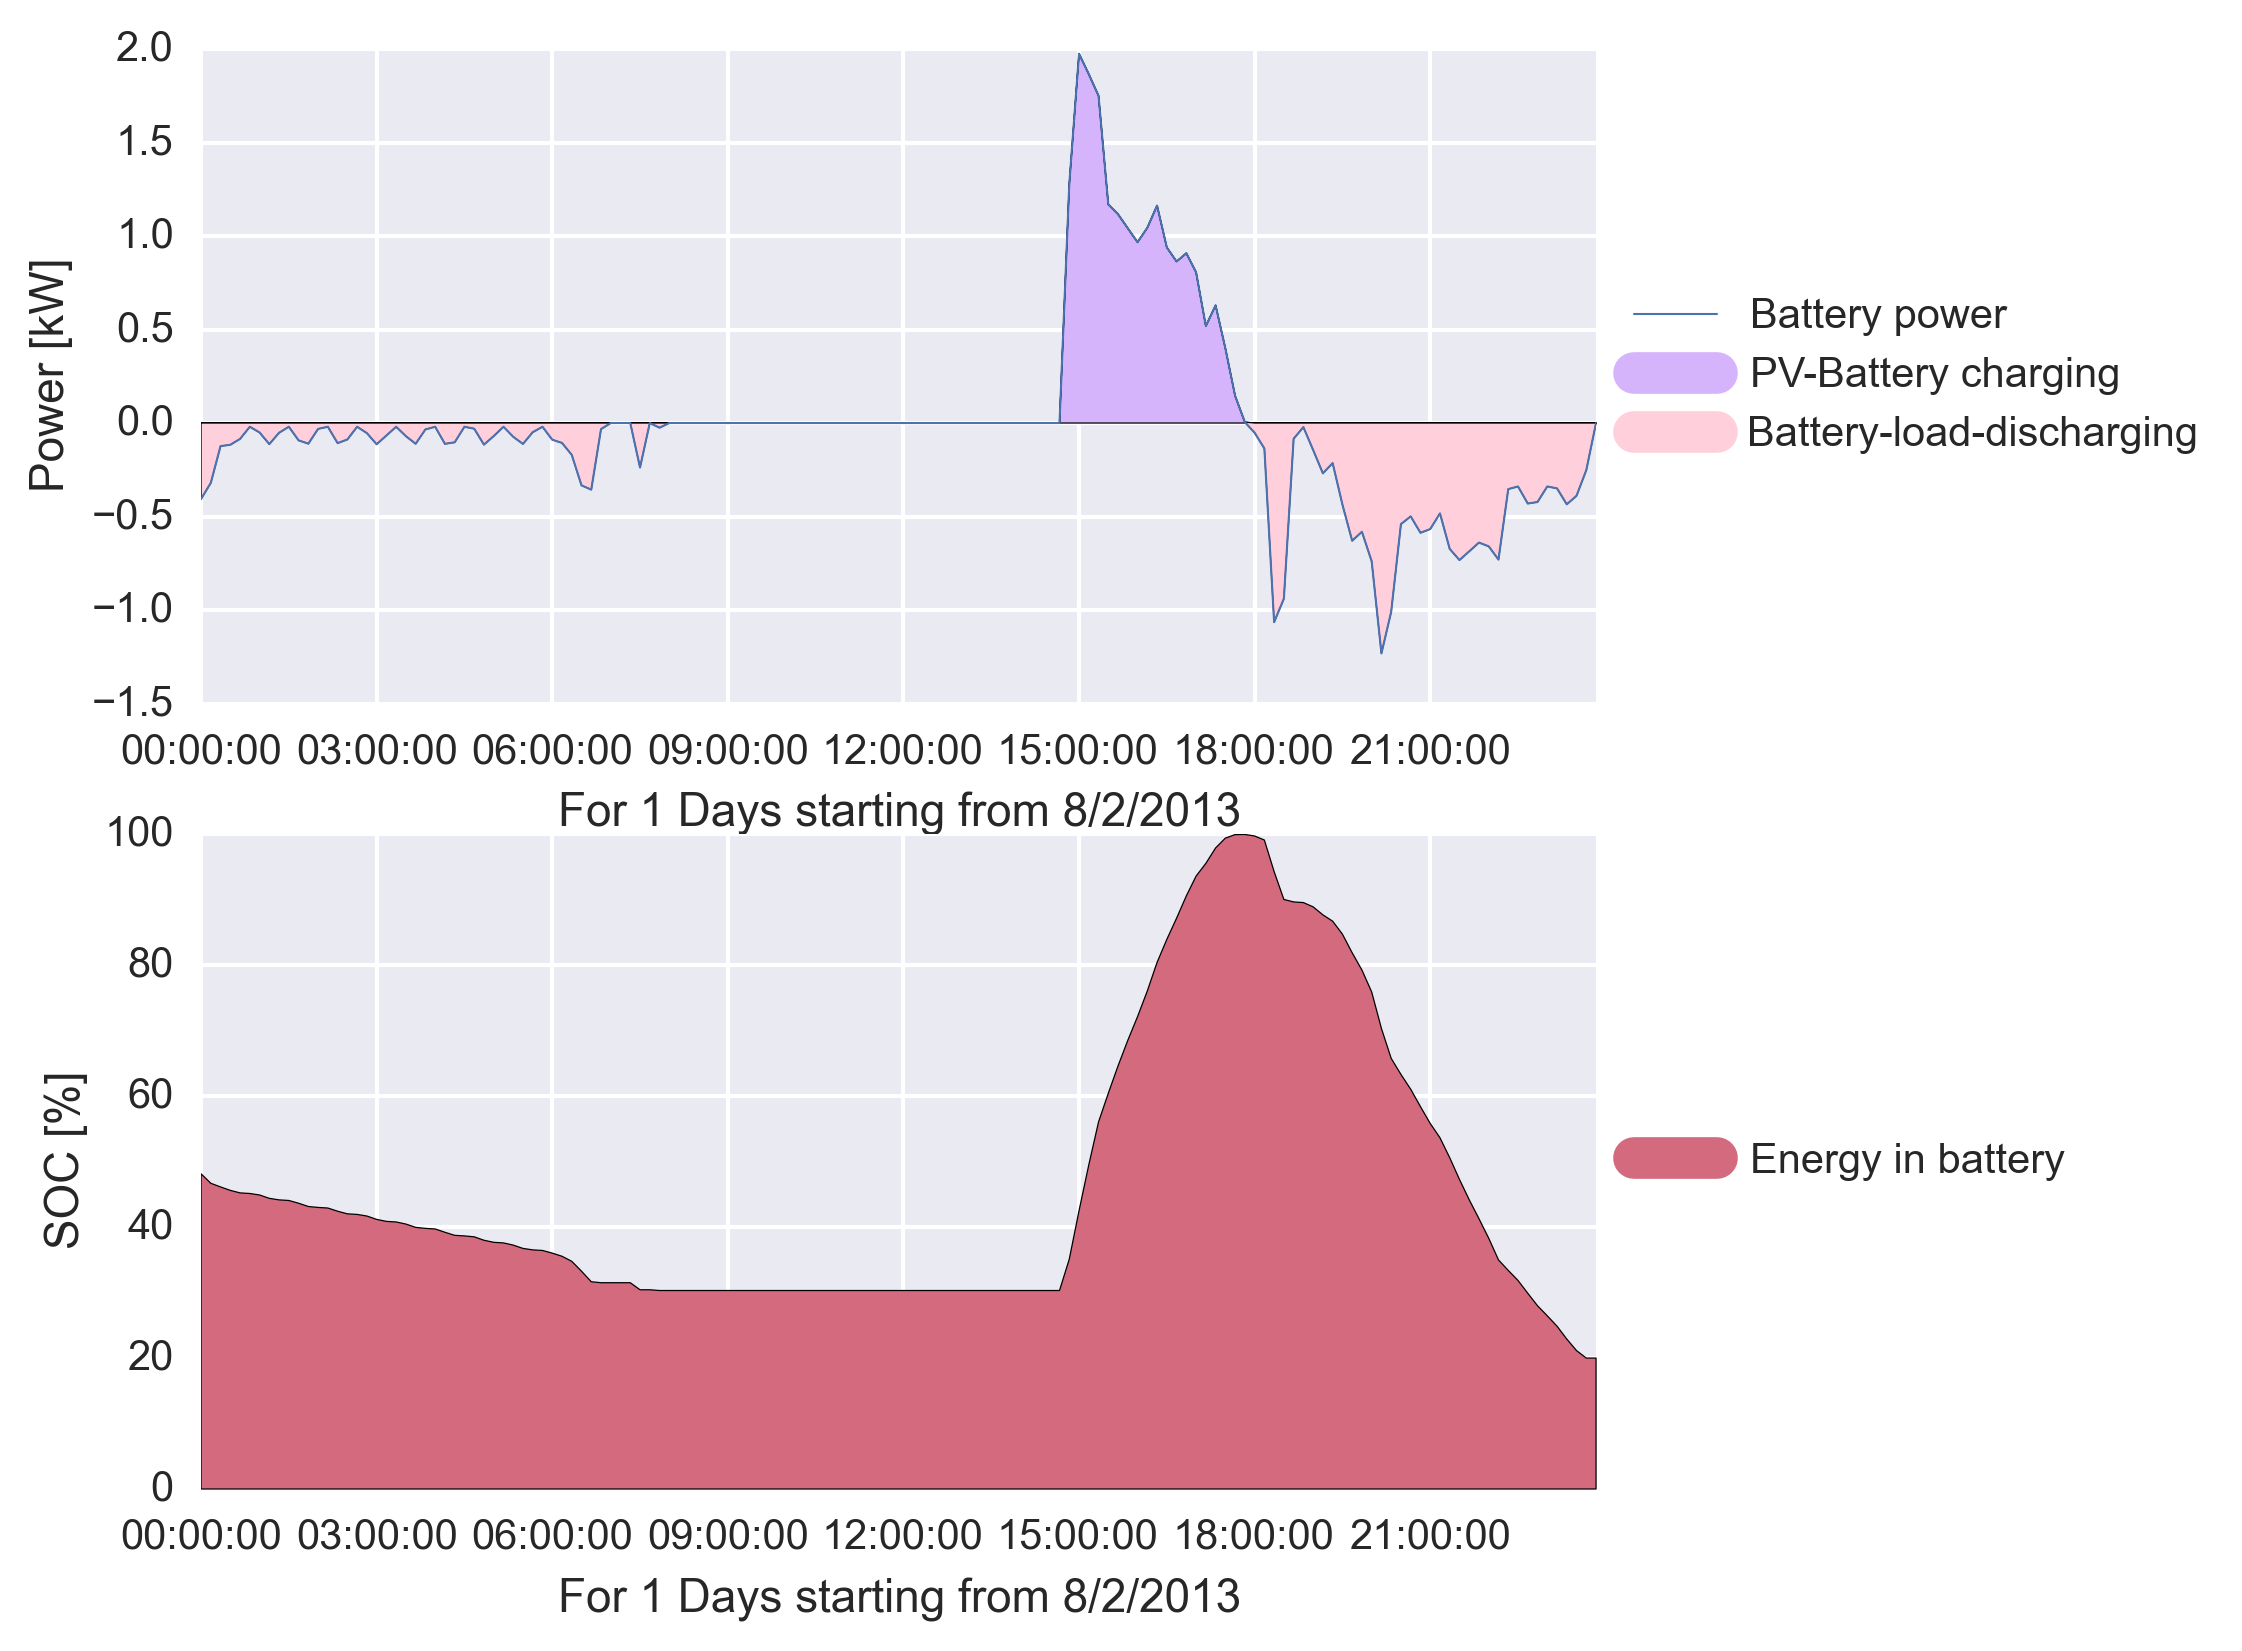 2.0
1.5
1.0
0.5
0.0
−0.5
−1.0
−1.5
Power [kW]
00:00:00 03:00:00 06:00:00 09:00:00 12:00:00 15:00:00 18:00:00 21:00:00
For 1 Days starting from 8/2/2013
Battery power
PV-Battery charging
Battery-load-discharging
100
80
60
40
20
0
SOC [%]
00:00:00 03:00:00 06:00:00 09:00:00 12:00:00 15:00:00 18:00:00 21:00:00
For 1 Days starting from 8/2/2013
Energy in battery